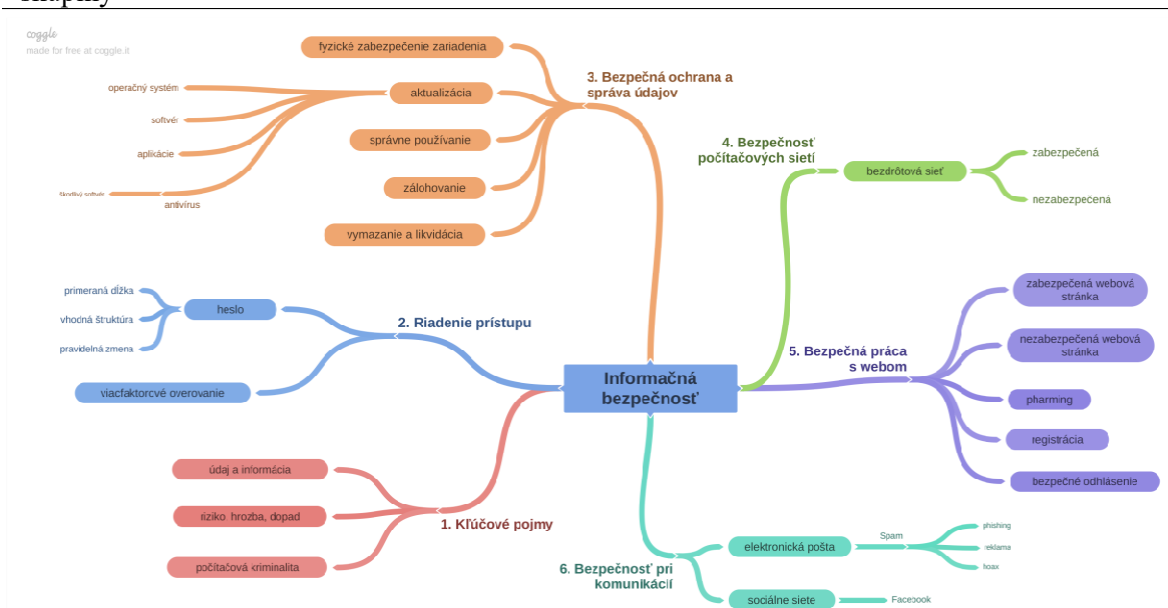 coggle
made for free at coggle.it
fyzické zabezpečenie zariadenia
operačný systém
aktualizácia
softvér
aplikácie
škodlivý softvér
antivírus
správne používanie
zálohovanie
vymazanie a likvidácia
3. Bezpečná ochrana a
správa údajov
4. Bezpečnosť
počítačových sietí
bezdrôtová sieť
zabezpečená
nezabezpečená
primeraná dĺžka
vhodná štruktúra
pravidelná zmena
heslo
2. Riadenie prístupu
viacfaktorcvé overovanie
Informačná
bezpečnosť
5. Bezpečná práca
s webom
zabezpečená webová
stránka
nezabezpečená webová
stránka
pharming
registrácia
bezpečné odhlásenie
údaj a informácia
riziko hrozba, dopad
počítačová kriminalita
1. Kľúčové pojmy
6. Bezpečnosť pri
komunikácií
elektronická pošta
Spam
phishing
reklama
hoax
sociálne siete
Facebook